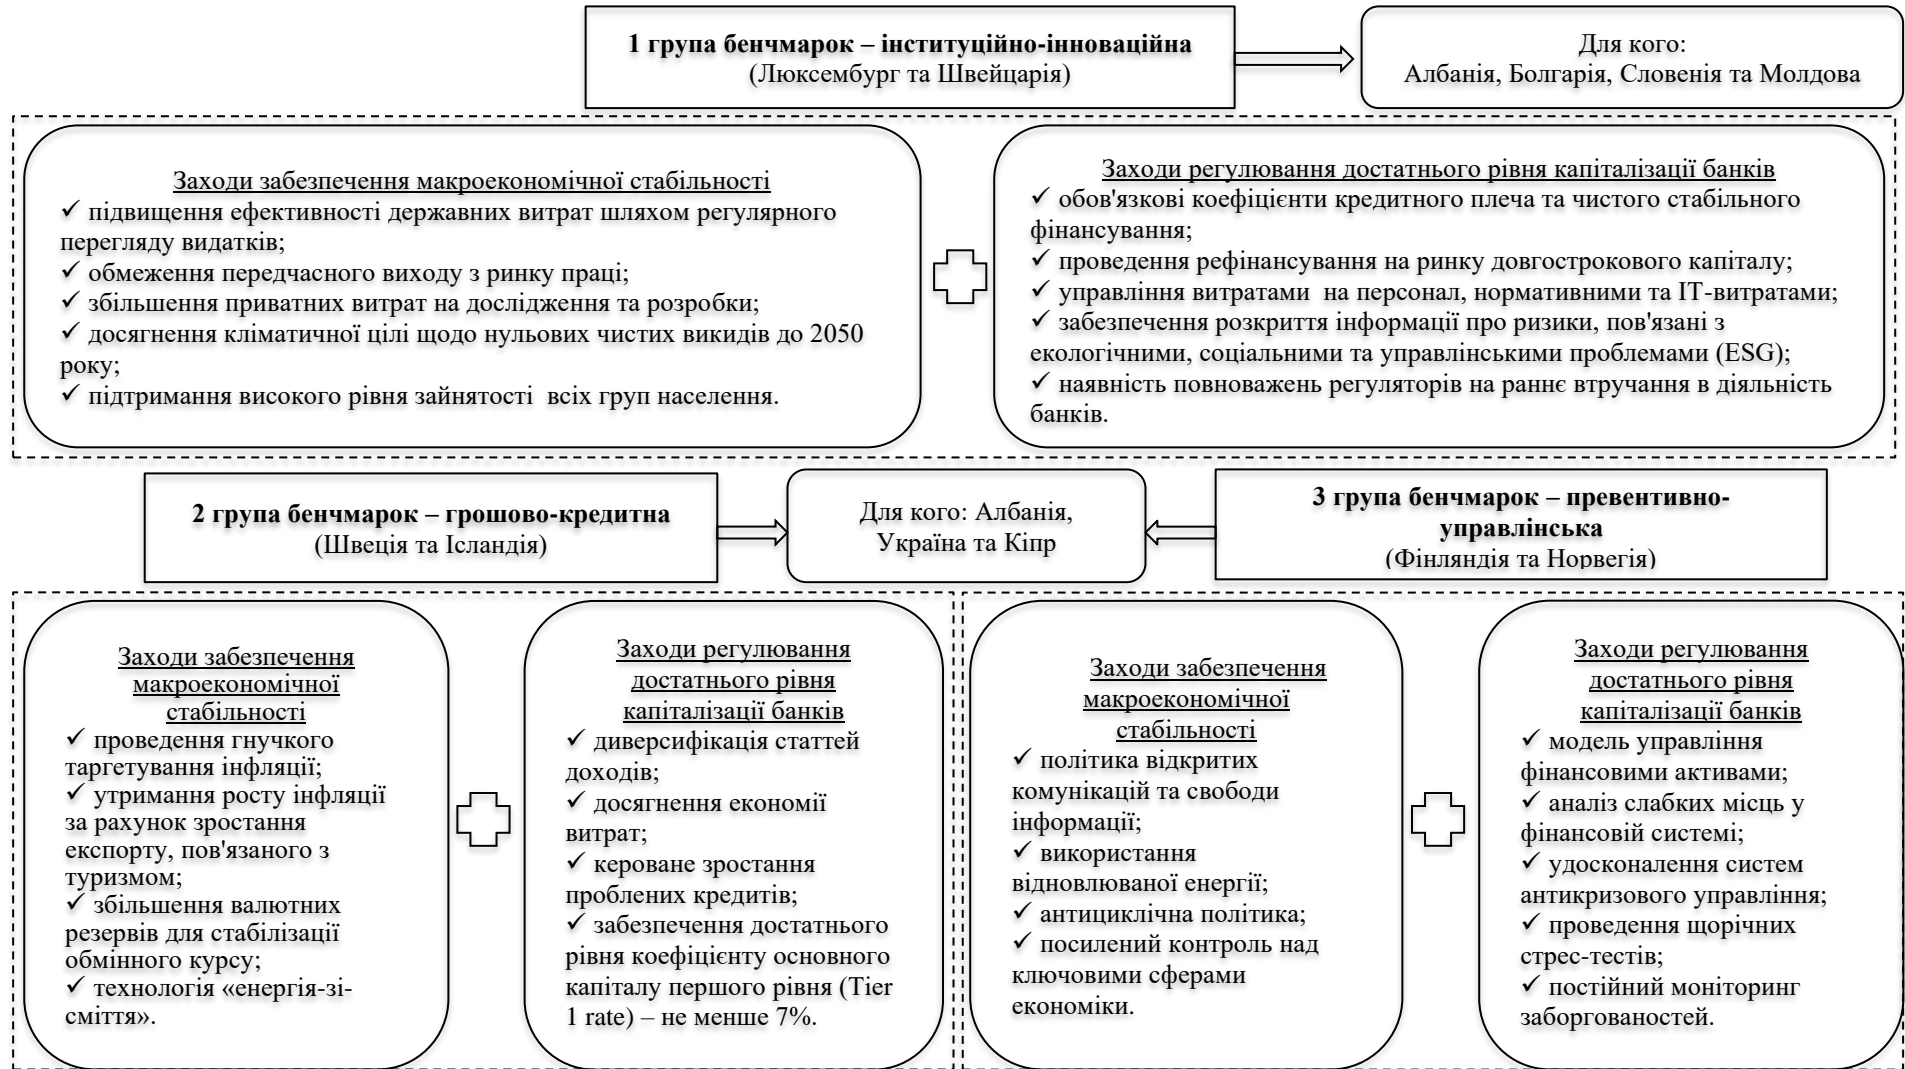 1 група бенчмарок – інституційно-інноваційна
(Люксембург та Швейцарія)
Для кого:
Албанія, Болгарія, Словенія та Молдова
Заходи забезпечення макроекономічної стабільності
✓ підвищення ефективності державних витрат шляхом регулярного
перегляду видатків;
✓ обмеження передчасного виходу з ринку праці;
✓ збільшення приватних витрат на дослідження та розробки;
✓ досягнення кліматичної цілі щодо нульових чистих викидів до 2050
року;
✓ підтримання високого рівня зайнятості всіх груп населення.
Заходи регулювання достатнього рівня капіталізації банків
✓ обов'язкові коефіцієнти кредитного плеча та чистого стабільного
фінансування;
✓ проведення рефінансування на ринку довгострокового капіталу;
✓ управління витратами на персонал, нормативними та ІТ-витратами;
✓ забезпечення розкриття інформації про ризики, пов'язані з
екологічними, соціальними та управлінськими проблемами (ESG);
✓ наявність повноважень регуляторів на раннє втручання в діяльність
банків.
2 група бенчмарок – грошово-кредитна
(Швеція та Ісландія)
Для кого: Албанія,
Україна та Кіпр
3 група бенчмарок – превентивно-
управлінська
(Фінляндія та Норвегія)
Заходи забезпечення
макроекономічної
стабільності
✓ проведення гнучкого
таргетування інфляції;
✓ утримання росту інфляції
за рахунок зростання
експорту, пов'язаного з
туризмом;
✓ збільшення валютних
резервів для стабілізації
обмінного курсу;
✓ технологія «енергія-зі-
сміття».
Заходи регулювання
достатнього рівня
капіталізації банків
✓ диверсифікація статтей
доходів;
✓ досягнення економії
витрат;
✓ кероване зростання
проблених кредитів;
✓ забезпечення достатнього
рівня коефіцієнту основного
капіталу першого рівня (Tier
1 rate) – не менше 7%.
Заходи забезпечення
макроекономічної
стабільності
✓ політика відкритих
комунікацій та свободи
інформації;
✓ використання
відновлюваної енергії;
✓ антициклічна політика;
✓ посилений контроль над
ключовими сферами
економіки.
Заходи регулювання
достатнього рівня
капіталізації банків
✓ модель управління
фінансовими активами;
✓ аналіз слабких місць у
фінансовій системі;
✓ удосконалення систем
антикризового управління;
✓ проведення щорічних
стрес-тестів;
✓ постійний моніторинг
заборгованостей.